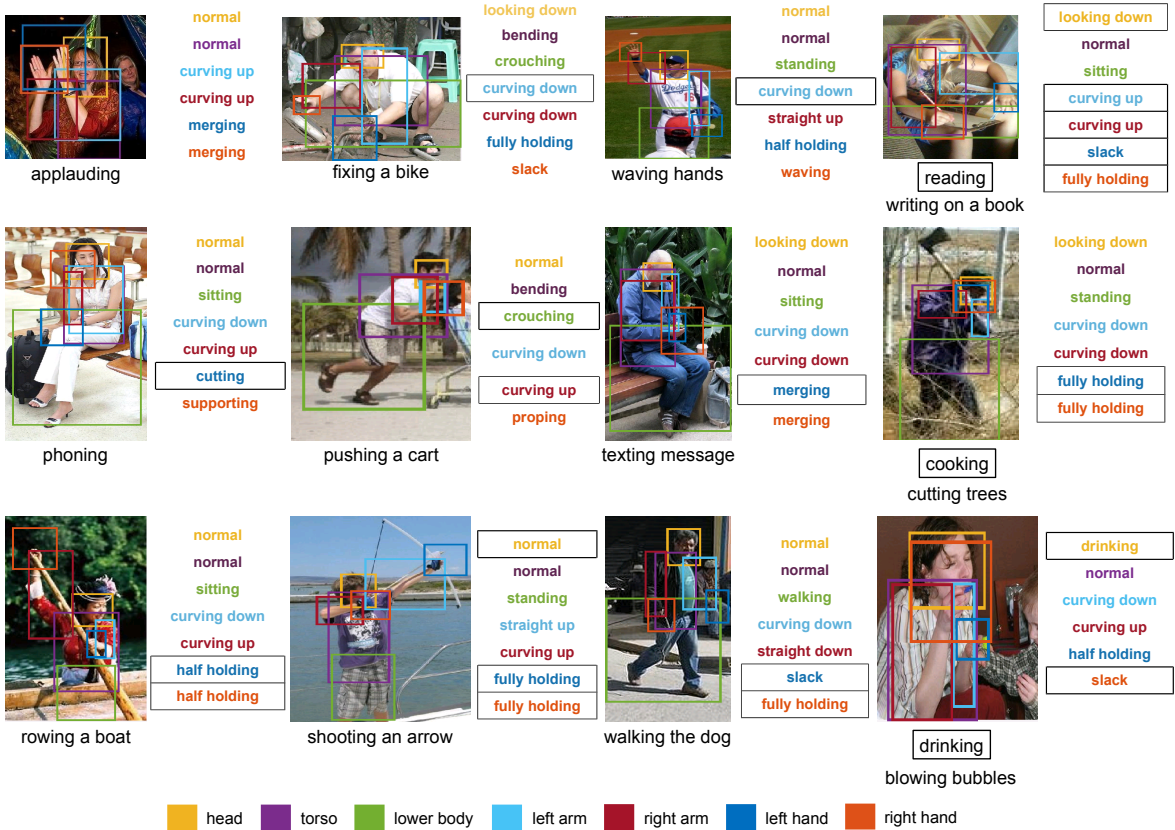 normal
normal
curving up
curving up
merging
merging
applauding
looking down
bending
crouching
curving down
curving down
fully holding
slack
fixing a bike
normal
normal
standing
curving down
straight up
half holding
waving
Dodgers
waving hands
looking down
normal
sitting
curving up
curving up
slack
fully holding
reading
writing on a book
normal
normal
sitting
curving down
curving up
cutting
supporting
phoning
normal
bending
crouching
curving down
curving up
proping
pushing a cart
looking down
normal
sitting
curving down
curving down
merging
merging
texting message
looking down
normal
standing
curving down
curving down
fully holding
fully holding
cooking
cutting trees
normal
normal
sitting
curving down
curving up
half holding
half holding
rowing a boat
normal
normal
standing
straight up
curving up
fully holding
fully holding
shooting an arrow
normal
normal
walking
curving down
straight down
slack
fully holding
walking the dog
drinking
normal
curving down
curving up
half holding
slack
drinking
blowing bubbles
head
torso
lower body
left arm
right arm
left hand
right hand